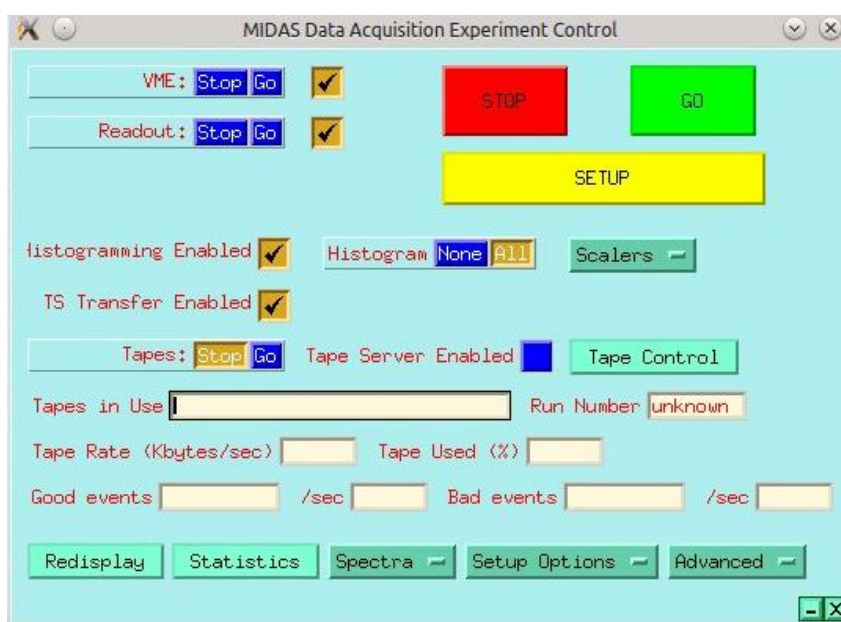 MIDAS Data Acquisition Experiment Control
VME: Stop Go
STOP
GO
Readout: Stop Go
SETUP
Histogramming Enabled
Histogram None All
Scalers
TS Transfer Enabled
Tapes: Stop Go
Tape Server Enabled
Tape Control
Tapes in Use
Run Number unknown
Tape Rate (Kbytes/sec)
Tape Used (%)
Good events
/sec
Bad events
/sec
Redisplay
Statistics
Spectra
Setup Options
Advanced